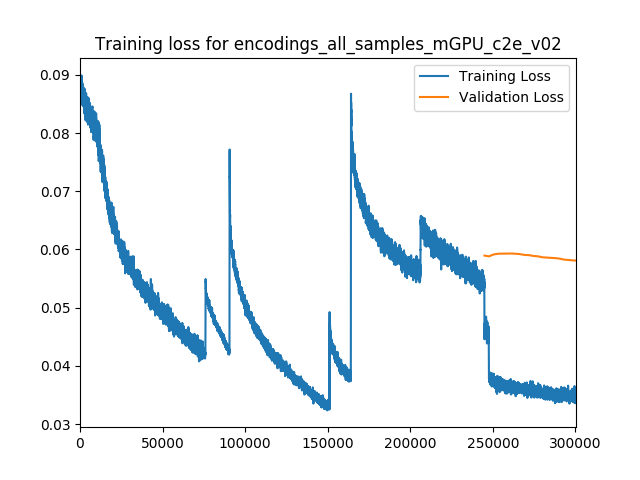 Training loss for encodings_all_samples_mGPU_c2e_v02
Training Loss
Validation Loss
0.09
0.08
0.07
0.06
0.05
0.04
0.03
0 50000 100000 150000 200000 250000 300000